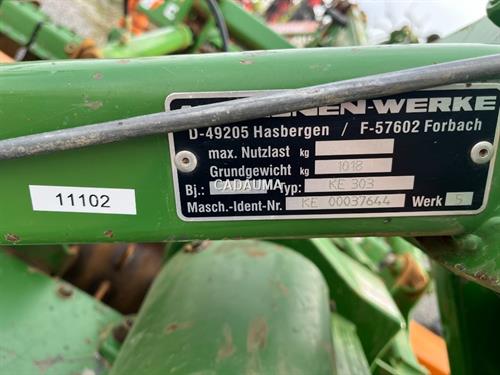 ENEN-WERKE
D-49205 Hasbergen / F-57602 Forbach
max. Nutzlast kg
Grundgewicht kg 1018
Bj.: Typ: KE 303
CADAUMA
Masch.-Ident-Nr. KE 00037644 Werk 5
11102